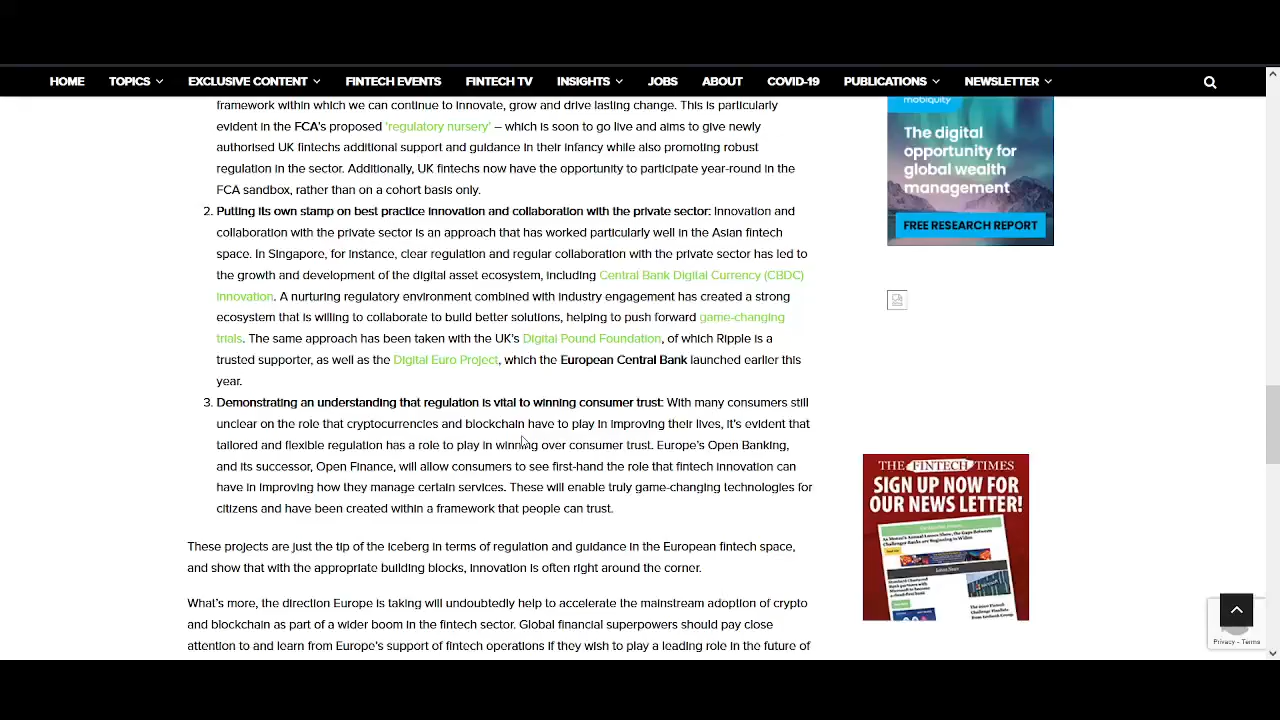 HOME TOPICS EXCLUSIVE CONTENT FINTECH EVENTS FINTECH TV INSIGHTS JOBS ABOUT COVID-19 PUBLICATIONS NEWSLETTER
framework within which we can continue to innovate, grow and drive lasting change. This is particularly
evident in the FCA's proposed 'regulatory nursery' – which is soon to go live and aims to give newly
authorised UK fintechs additional support and guidance in their infancy while also promoting robust
regulation in the sector. Additionally, UK fintechs now have the opportunity to participate year-round in the
FCA sandbox, rather than on a cohort basis only.
2. Putting its own stamp on best practice innovation and collaboration with the private sector: Innovation and
collaboration with the private sector is an approach that has worked particularly well in the Asian fintech
space. In Singapore, for instance, clear regulation and regular collaboration with the private sector has led to
the growth and development of the digital asset ecosystem, including Central Bank Digital Currency (CBDC)
innovation. A nurturing regulatory environment combined with industry engagement has created a strong
ecosystem that is willing to collaborate to build better solutions, helping to push forward game-changing
trials. The same approach has been taken with the UK's Digital Pound Foundation, of which Ripple is a
trusted supporter, as well as the Digital Euro Project, which the European Central Bank launched earlier this
year.
3. Demonstrating an understanding that regulation is vital to winning consumer trust: With many consumers still
unclear on the role that cryptocurrencies and blockchain have to play in improving their lives, it's evident that
tailored and flexible regulation has a role to play in winning over consumer trust. Europe's Open Banking,
and its successor, Open Finance, will allow consumers to see first-hand the role that fintech innovation can
have in improving how they manage certain services. These will enable truly game-changing technologies for
citizens and have been created within a framework that people can trust.
These projects are just the tip of the iceberg in terms of regulation and guidance in the European fintech space,
and show that with the appropriate building blocks, innovation is often right around the corner.
What's more, the direction Europe is taking will undoubtedly help to accelerate the mainstream adoption of crypto
and blockchain as part of a wider boom in the fintech sector. Global financial superpowers should pay close
attention to and learn from Europe's support of fintech operations if they wish to play a leading role in the future of
mobiquity
The digital
opportunity for
global wealth
management
FREE RESEARCH REPORT
THE FINTECH TIMES
SIGN UP NOW FOR
OUR NEWS LETTER!
Privacy - Terms